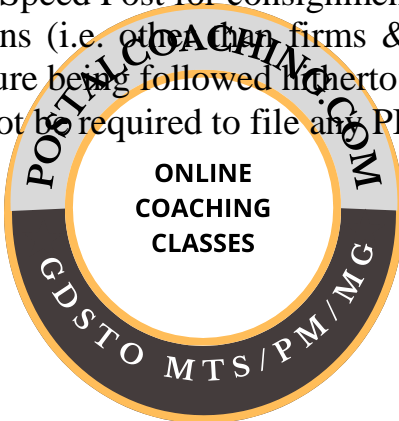 Speed Post for consignmen
ns (i.e. other than firms &
ure being followed hitherto
ot be required to file any P
POSTALCOACHING.COM
ONLINE
COACHING
CLASSES
GDSTO MTS/PM/MG